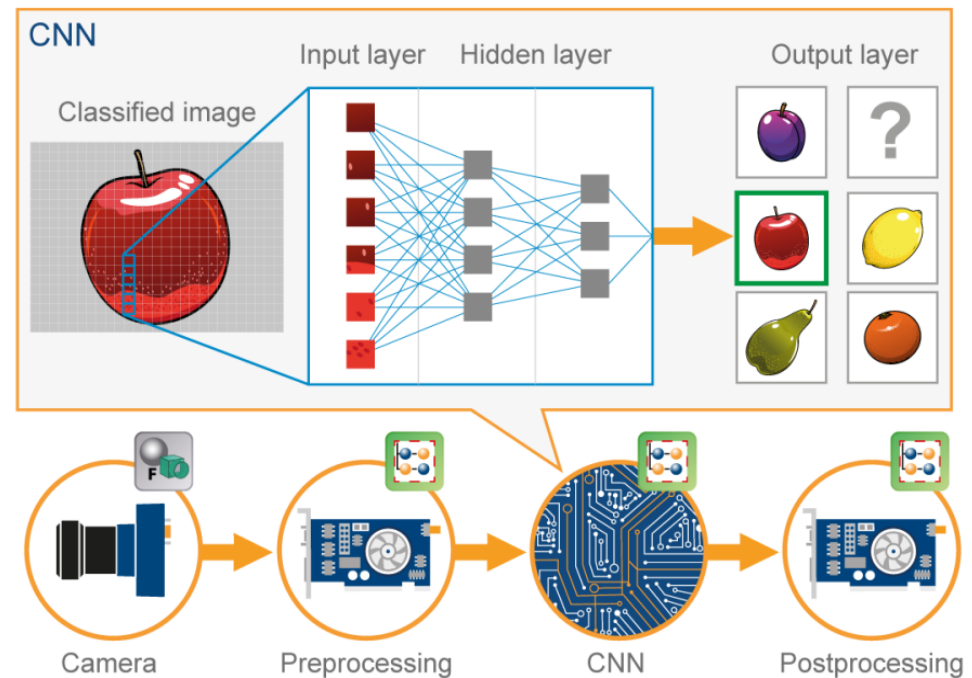 CNN
Input layer
Hidden layer
Output layer
Classified image
?
F
Camera
Preprocessing
CNN
Postprocessing